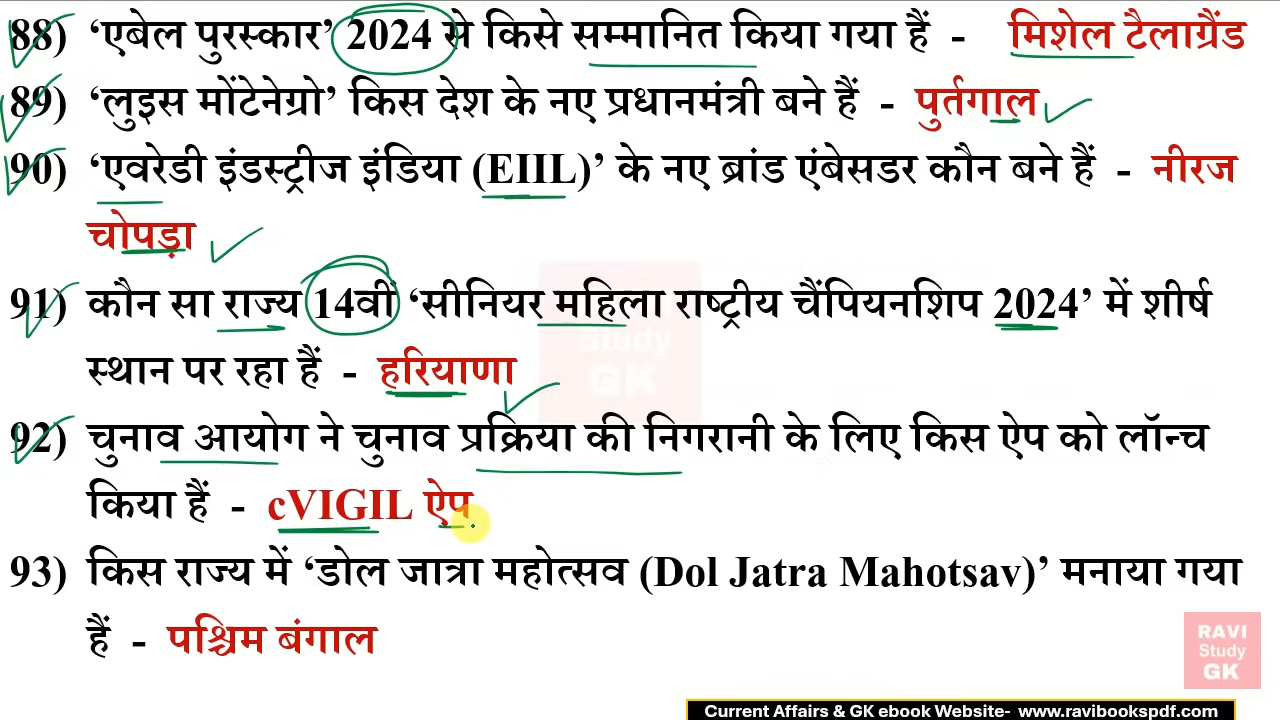 88) ‘एबेल पुरस्कार’ 2024 से किसे सम्मानित किया गया हैं - मिशेल टैलाग्रैंड
89) ‘लुइस मोंटेनेग्रो’ किस देश के नए प्रधानमंत्री बने हैं - पुर्तगाल
90) ‘एवरेडी इंडस्ट्रीज इंडिया (EIIL)’ के नए ब्रांड एंबेसडर कौन बने हैं - नीरज
चोपड़ा
91) कौन सा राज्य 14वीं ‘सीनियर महिला राष्ट्रीय चैंपियनशिप 2024’ में शीर्ष
स्थान पर रहा हैं - हरियाणा
92) चुनाव आयोग ने चुनाव प्रक्रिया की निगरानी के लिए किस ऐप को लॉन्च
किया हैं - cVIGIL ऐप
93) किस राज्य में ‘डोल जात्रा महोत्सव (Dol Jatra Mahotsav)’ मनाया गया
हैं - पश्चिम बंगाल
Study
GK
RAVI
Study
GK
Current Affairs & GK ebook Website- www.ravibookspdf.com